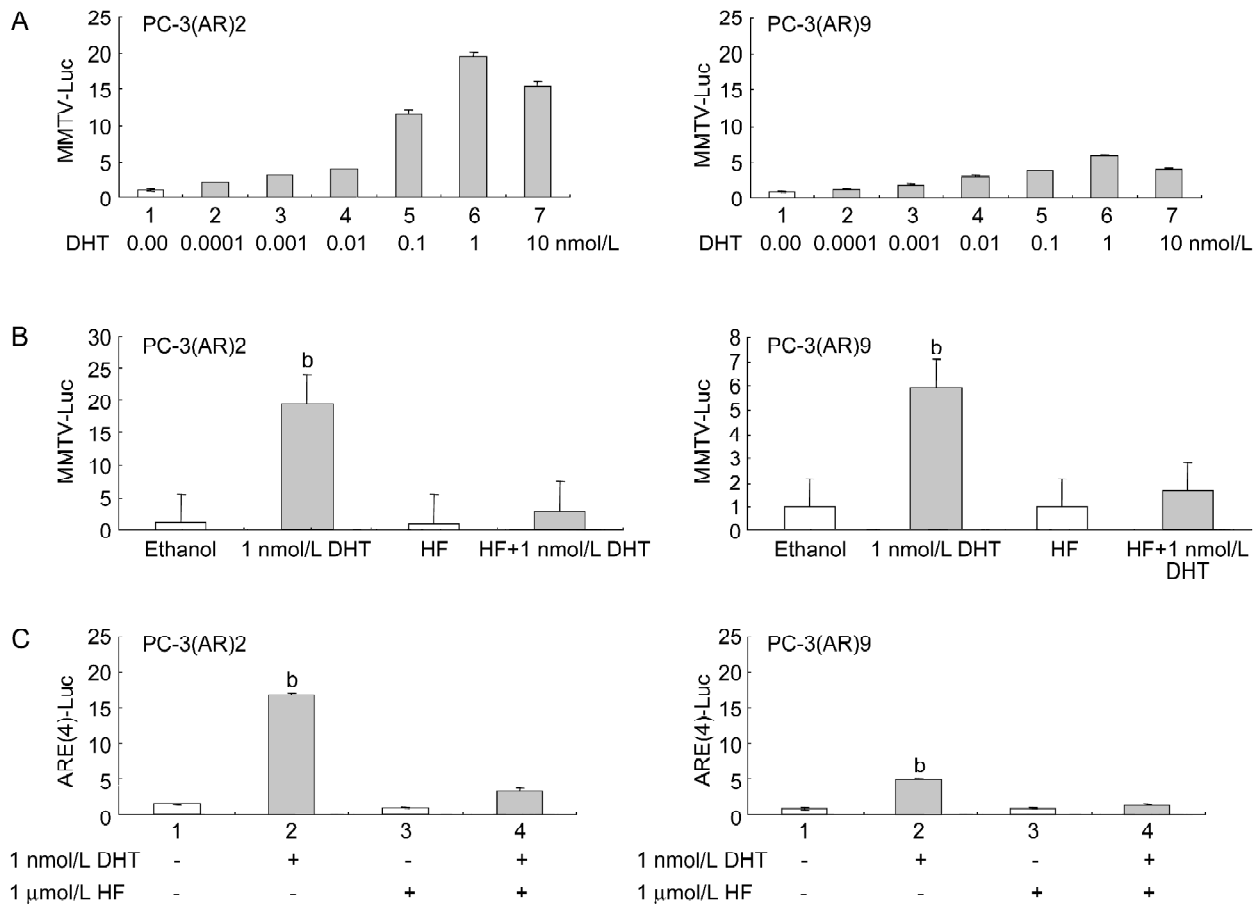 A
PC-3(AR)2
MMTV-Luc
25
20
15
10
5
0
1 2 3 4 5 6 7
DHT 0.00 0.0001 0.001 0.01 0.1 1 10 nmol/L
PC-3(AR)9
MMTV-Luc
25
20
15
10
5
0
1 2 3 4 5 6 7
DHT 0.00 0.0001 0.001 0.01 0.1 1 10 nmol/L
B
PC-3(AR)2
MMTV-Luc
30
25
20
15
10
5
0
b
Ethanol 1 nmol/L DHT HF HF+1 nmol/L DHT
PC-3(AR)9
MMTV-Luc
8
7
6
5
4
3
2
1
0
b
Ethanol 1 nmol/L DHT HF HF+1 nmol/L
DHT
C
PC-3(AR)2
ARE(4)-Luc
25
20
15
10
5
0
b
1 2 3 4
1 nmol/L DHT - + - +
1 μmol/L HF - - + +
PC-3(AR)9
ARE(4)-Luc
25
20
15
10
5
0
b
1 2 3 4
1 nmol/L DHT - + - +
1 μmol/L HF - - + +